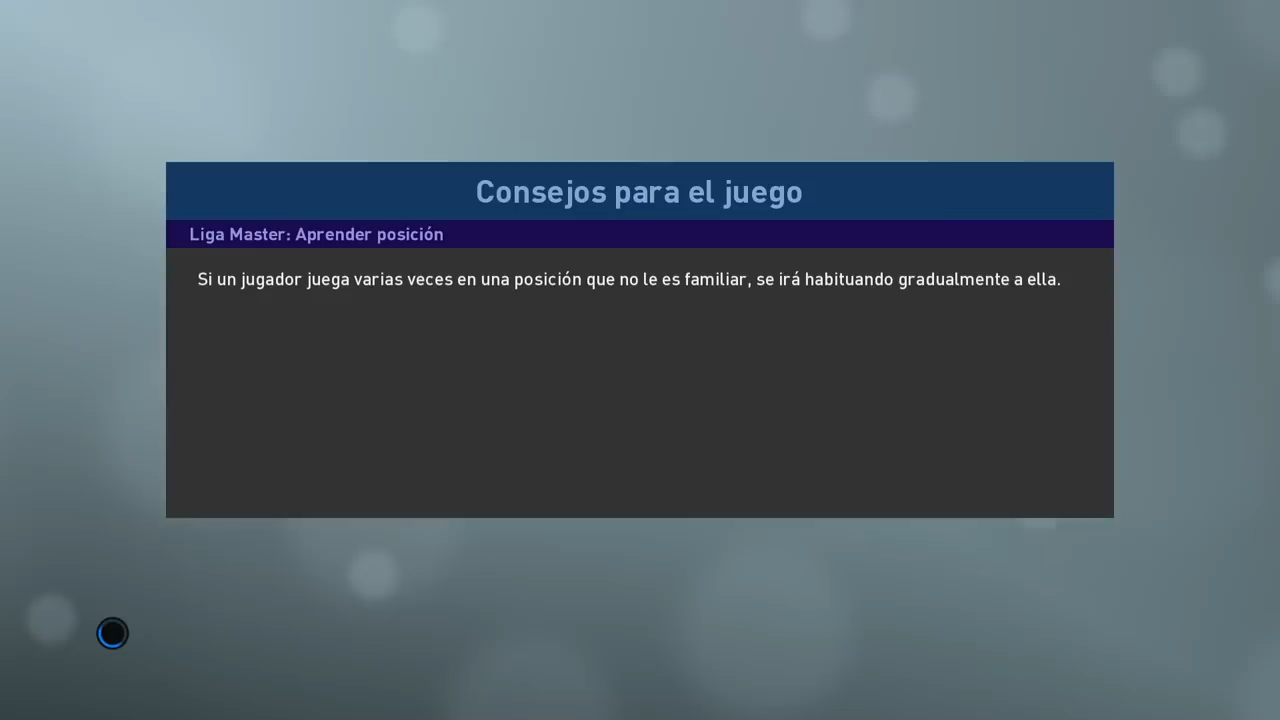 Consejos para el juego
Liga Master: Aprender posición
Si un jugador juega varias veces en una posición que no le es familiar, se irá habituando gradualmente a ella.